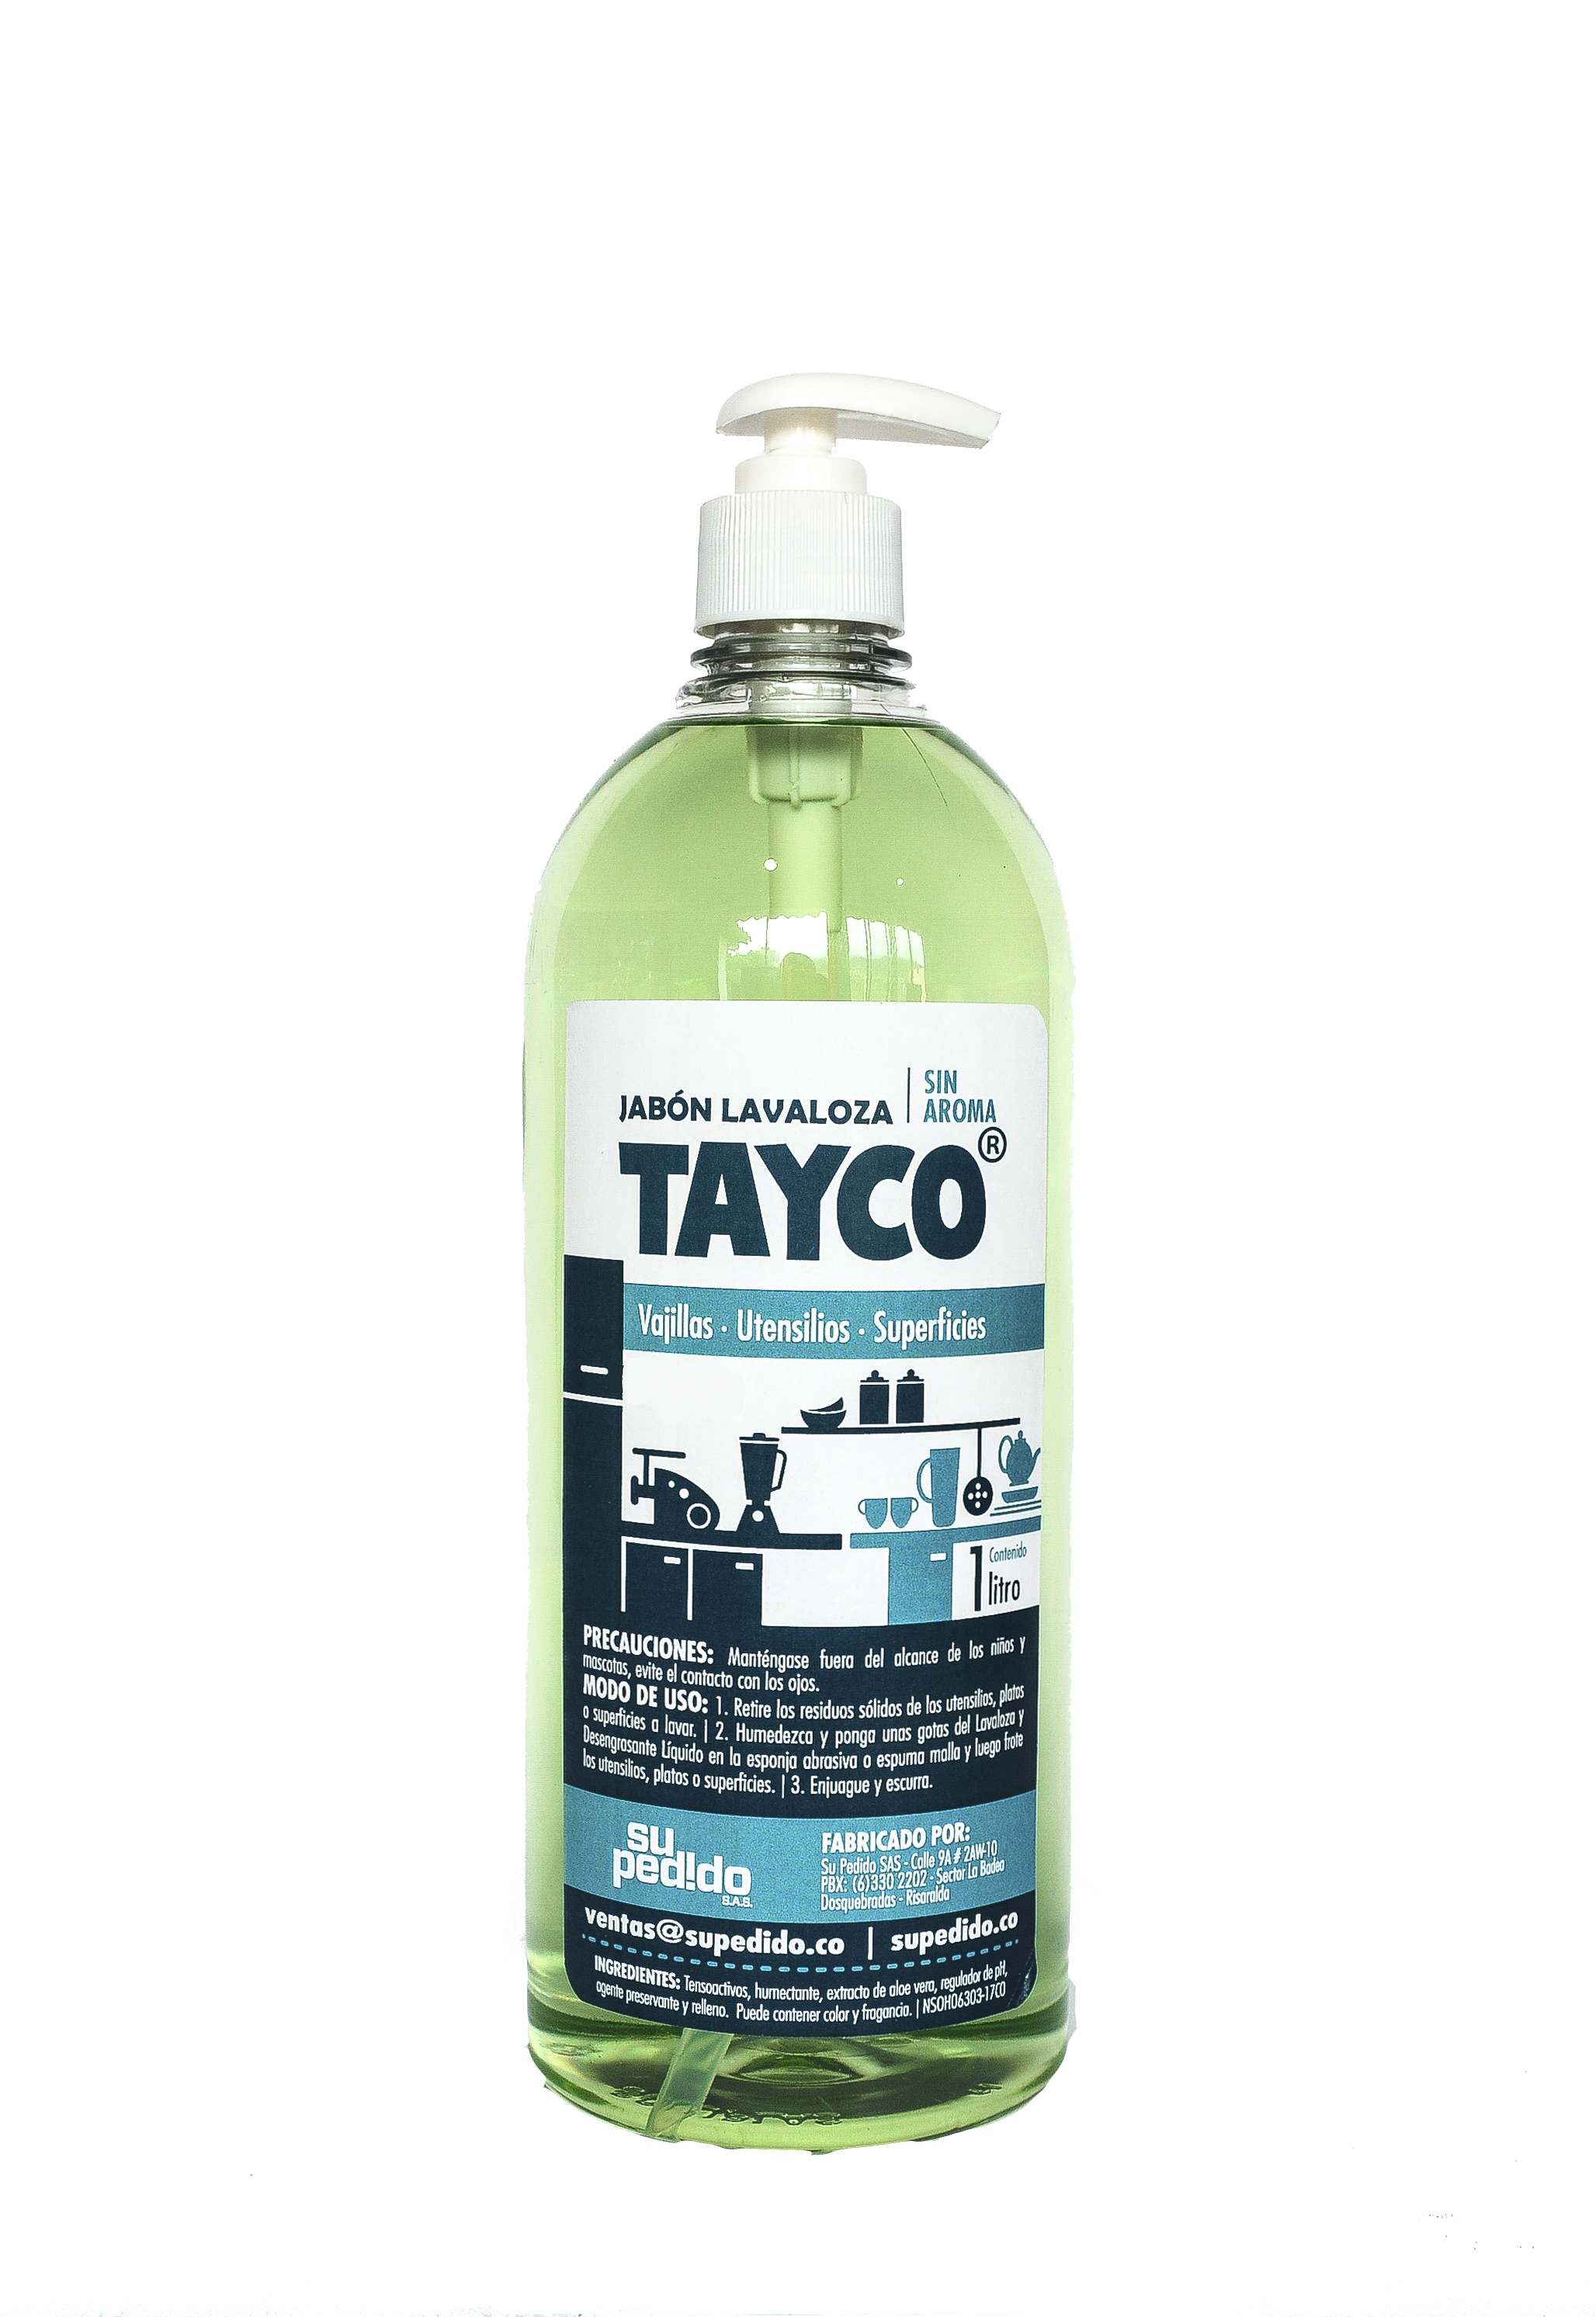 JABÓN LAVALOZA | SIN AROMA
TAYCO®
Vajillas · Utensilios · Superficies
1 Contenido litro
PRECAUCIONES: Manténgase fuera del alcance de los niños y
mascotas, evite el contacto con los ojos.
MODO DE USO: 1. Retire los residuos sólidos de los utensilios, platos
o superficies a lavar. | 2. Humedezca y ponga unas gotas del Lavaloza y
Desengrasante Líquido en la esponja abrasiva o espuma malla y luego frote
los utensilios, platos o superficies. | 3. Enjuague y escurra.
su
pedido
S.A.S.
FABRICADO POR:
Su Pedido SAS - Calle 9A # 2AW-10
PBX: (6)330 2202 - Sector La Badea
Dosquebradas - Risaralda
ventas@supedido.co | supedido.co
INGREDIENTES: Tensoactivos, humectante, extracto de aloe vera, regulador de pH,
agente preservante y relleno. Puede contener color y fragancia. | NSOH06303-17CO